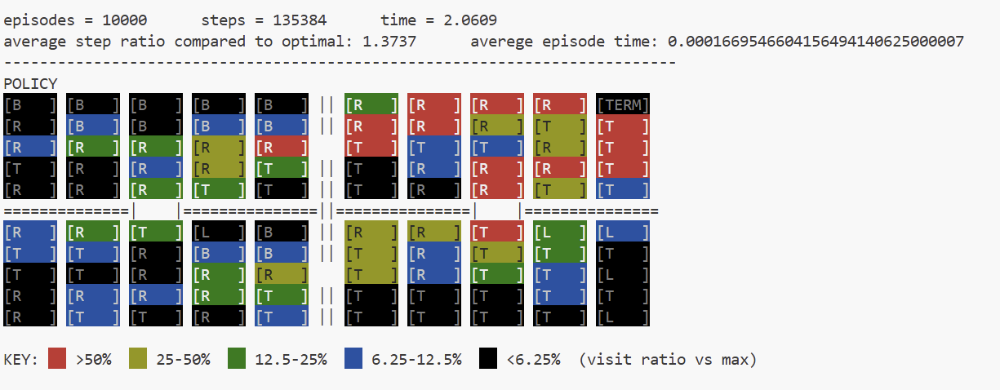 episodes = 10000      steps = 135384      time = 2.0609
average step ratio compared to optimal: 1.3737      averege episode time: 0.0001669546604156494140625000007
---------------------------------------------------------------------------
POLICY
[B   ] [B   ] [B   ] [B   ] [B   ] || [R   ] [R   ] [R   ] [R   ] [TERM]
[R   ] [B   ] [B   ] [B   ] [B   ] || [R   ] [R   ] [R   ] [T   ] [T   ]
[R   ] [R   ] [R   ] [R   ] [R   ]    [T   ] [T   ] [T   ] [R   ] [T   ]
[T   ] [R   ] [R   ] [R   ] [T   ] || [T   ] [R   ] [R   ] [R   ] [T   ]
[R   ] [R   ] [R   ] [T   ] [T   ] || [T   ] [R   ] [R   ] [T   ] [T   ]
==============|    |===============||===============|    |===============
[R   ] [R   ] [T   ] [L   ] [B   ] || [R   ] [R   ] [T   ] [L   ] [L   ]
[T   ] [T   ] [R   ] [B   ] [B   ] || [T   ] [R   ] [T   ] [T   ] [T   ]
[T   ] [T   ] [R   ] [R   ] [R   ]    [T   ] [R   ] [T   ] [T   ] [L   ]
[R   ] [R   ] [R   ] [R   ] [T   ] || [T   ] [T   ] [T   ] [T   ] [T   ]
[R   ] [T   ] [T   ] [R   ] [T   ] || [T   ] [T   ] [T   ] [T   ] [L   ]
KEY: >50% 25-50% 12.5-25% 6.25-12.5% <6.25% (visit ratio vs max)